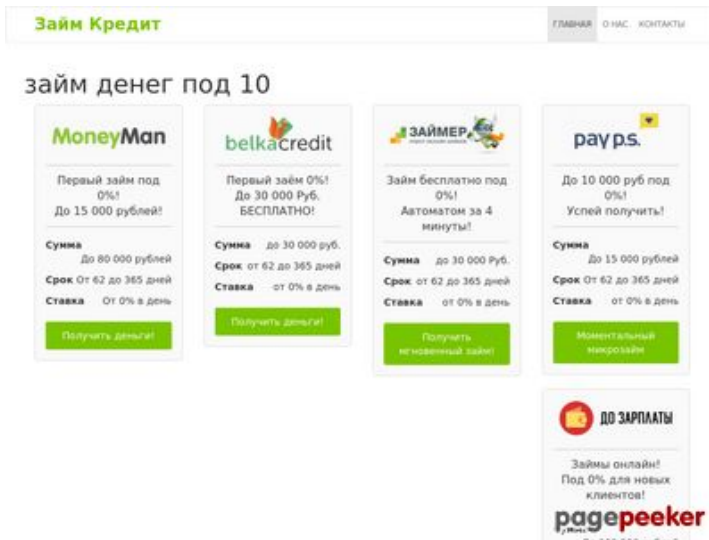 Займ Кредит
ГЛАВНАЯ О НАС КОНТАКТЫ
займ денег под 10
MoneyMan
Первый займ под
0%!
До 15 000 рублей!
Сумма
До 80 000 рублей
Срок От 62 до 365 дней
Ставка От 0% в день
Получить деньги!
belkacredit
Первый заём 0%!
До 30 000 Руб.
БЕСПЛАТНО!
Сумма до 30 000 руб.
Срок от 62 до 365 дней
Ставка от 0% в день
Получить деньги!
ЗАЙМЕР
Займ бесплатно под
0%!
Автоматом за 4
минуты!
Сумма до 30 000 Руб.
Срок от 62 до 365 дней
Ставка от 0% в день
Получить
мгновенный займ!
pay p.s.
До 10 000 руб под
0%!
Успей получить!
Сумма
До 15 000 рублей
Срок От 62 до 365 дней
Ставка От 0% в день
Моментальный
микрозайм
ДО ЗАРПЛАТЫ
Займы онлайн!
Под 0% для новых
клиентов!
pagepeeker